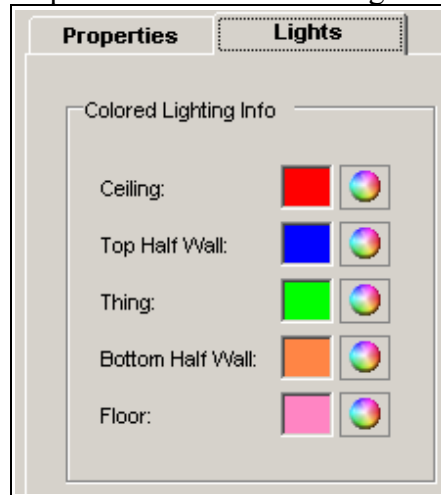 Properties Lights
Colored Lighting Info
Ceiling:
Top Half Wall:
Thing:
Bottom Half Wall:
Floor: